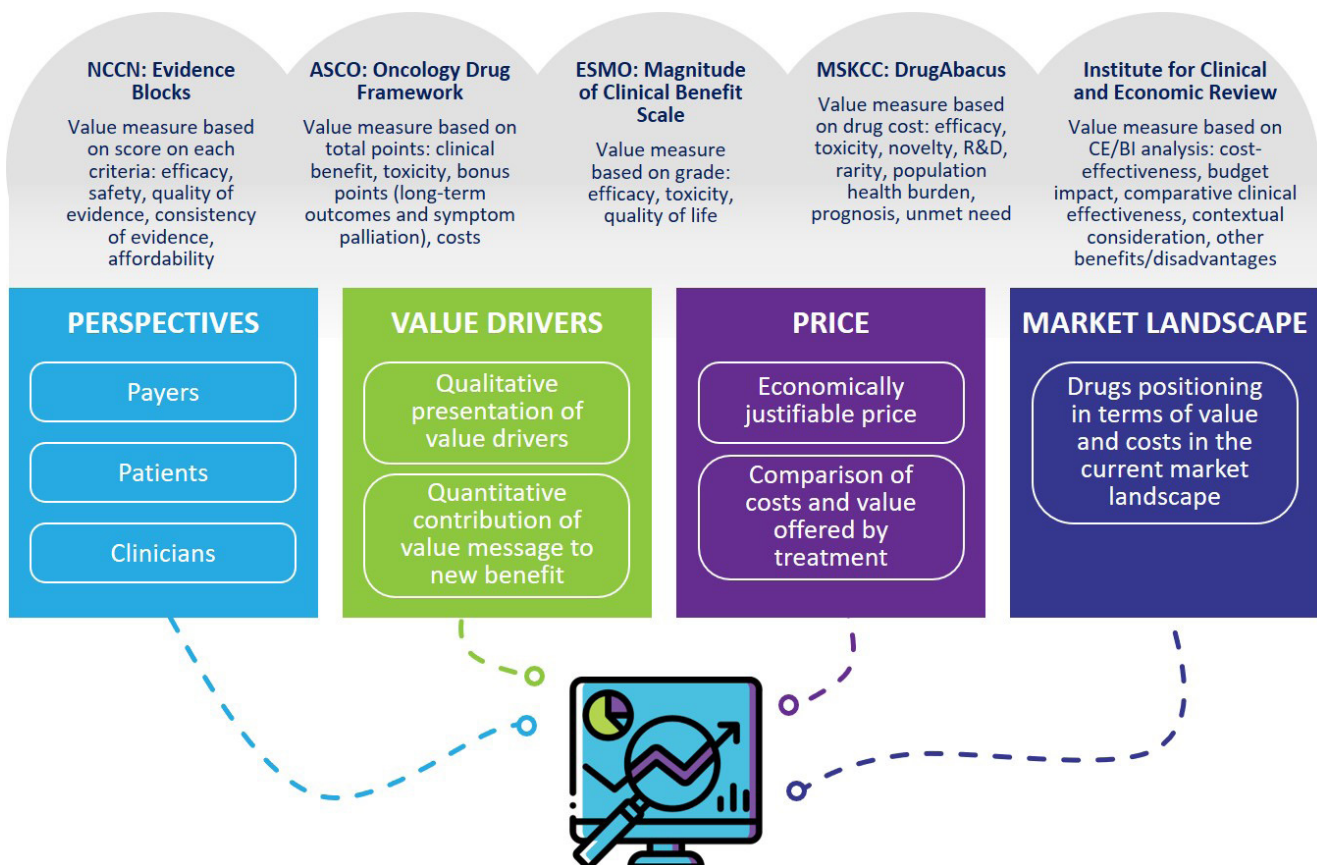 NCCN: Evidence
Blocks
Value measure based
on score on each
criteria: efficacy,
safety, quality of
evidence, consistency
of evidence,
affordability
ASCO: Oncology Drug
Framework
Value measure based on
total points: clinical
benefit, toxicity, bonus
points (long-term
outcomes and symptom
palliation), costs
ESMO: Magnitude
of Clinical Benefit
Scale
Value measure
based on grade:
efficacy, toxicity,
quality of life
MSKCC: DrugAbacus
Value measure based
on drug cost: efficacy,
toxicity, novelty, R&D,
rarity, population
health burden,
prognosis, unmet need
Institute for Clinical
and Economic Review
Value measure based on
CE/BI analysis: cost-
effectiveness, budget
impact, comparative clinical
effectiveness, contextual
consideration, other
benefits/disadvantages
PERSPECTIVES
Payers
Patients
Clinicians
VALUE DRIVERS
Qualitative
presentation of
value drivers
Quantitative
contribution of
value message to
new benefit
PRICE
Economically
justifiable price
Comparison of
costs and value
offered by
treatment
MARKET LANDSCAPE
Drugs positioning
in terms of value
and costs in the
current market
landscape